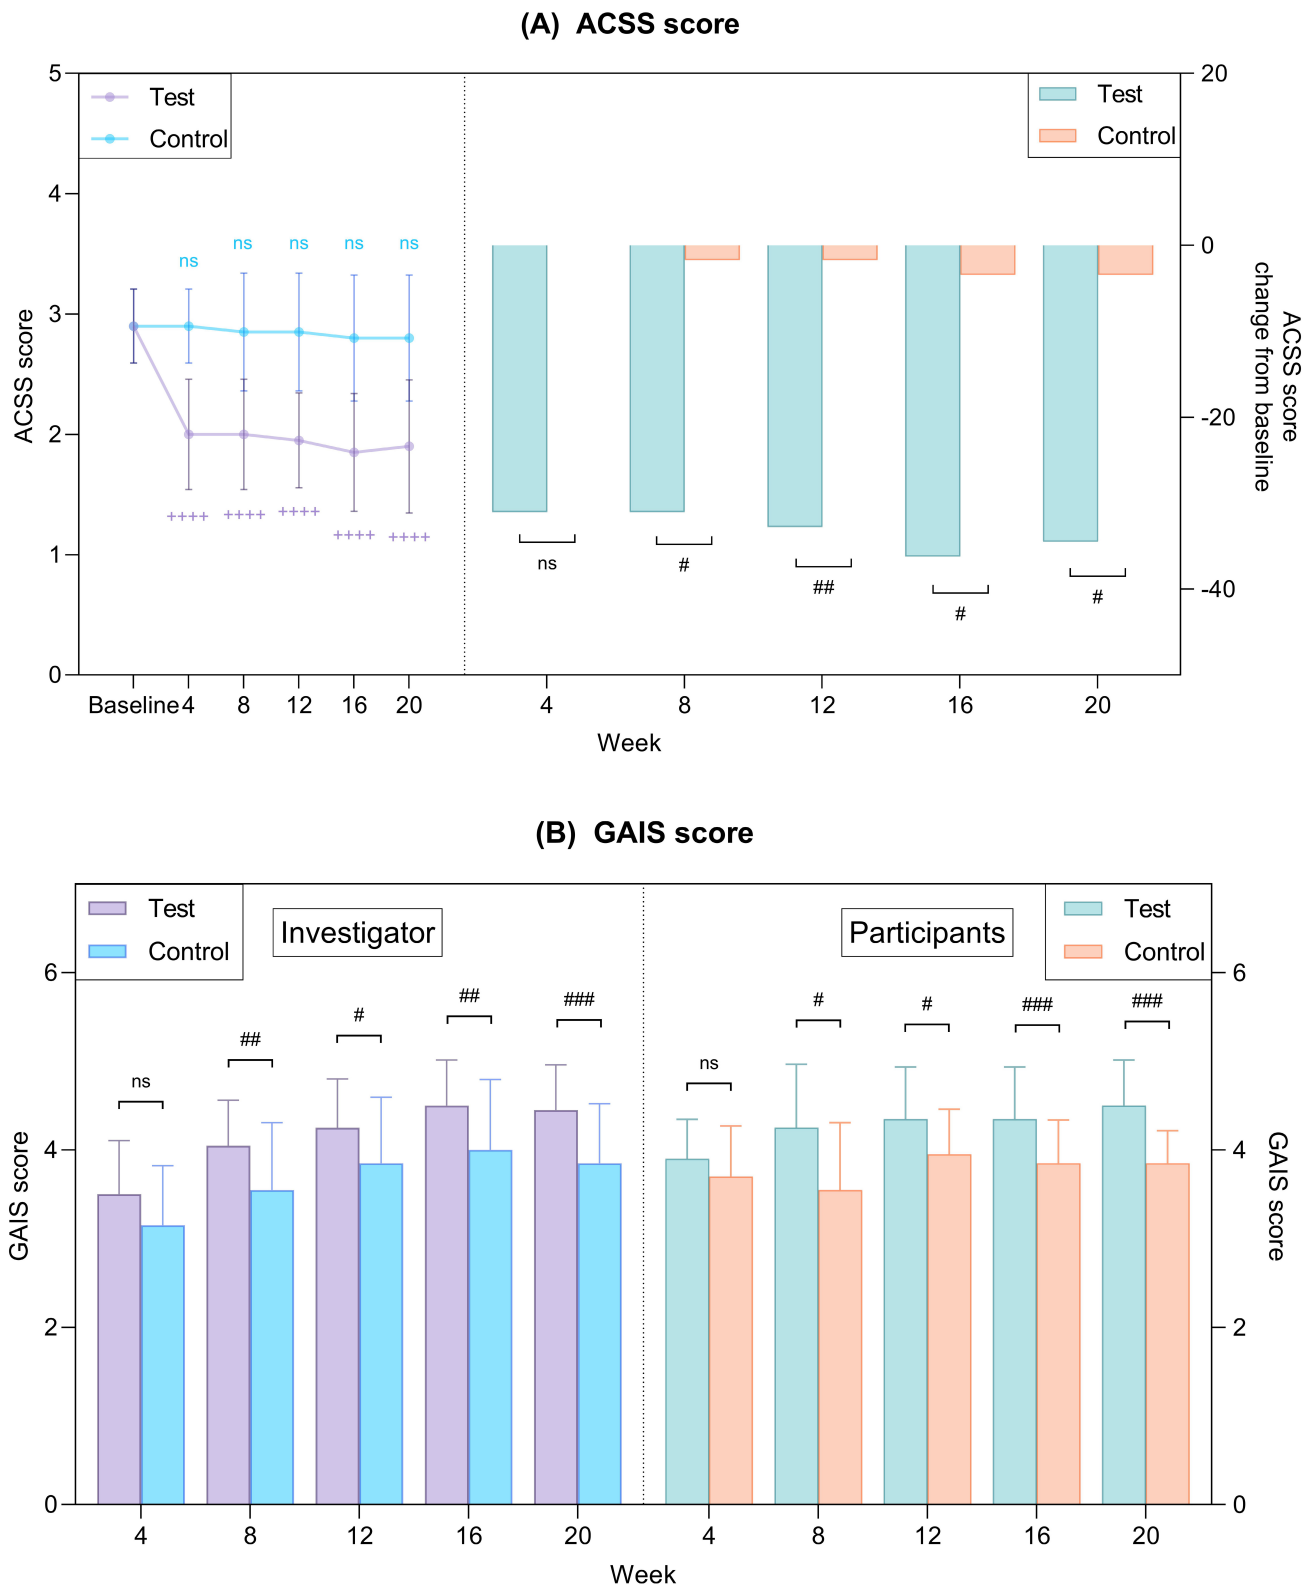 (A) ACSS score
Test
Control
Test
Control
5
4
3
2
1
0
ACSS score
20
0
-20
-40
ACSS score
change from baseline
ns
ns
ns
ns
ns
++++
++++
++++
++++
++++
ns
#
##
#
#
Baseline 4 8 12 16 20
4 8 12 16 20
Week
(B) GAIS score
Test
Control
Investigator
Participants
Test
Control
6
4
2
0
GAIS score
6
4
2
0
GAIS score
ns
##
#
##
###
ns
#
#
###
###
4 8 12 16 20
4 8 12 16 20
Week